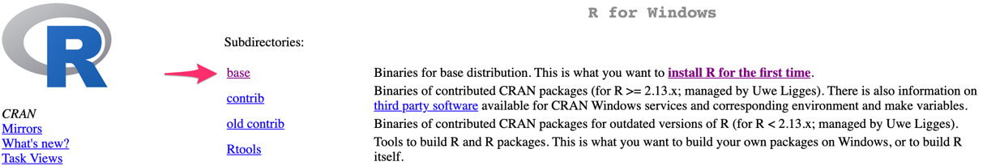 R
R for Windows
Subdirectories:
base
Binaries for base distribution. This is what you want to install R for the first time.
contrib
Binaries of contributed CRAN packages (for R >= 2.13.x; managed by Uwe Ligges). There is also information on
third party software available for CRAN Windows services and corresponding environment and make variables.
old contrib
Binaries of contributed CRAN packages for outdated versions of R (for R < 2.13.x; managed by Uwe Ligges).
Rtools
Tools to build R and R packages. This is what you want to build your own packages on Windows, or to build R
itself.
CRAN
Mirrors
What's new?
Task Views